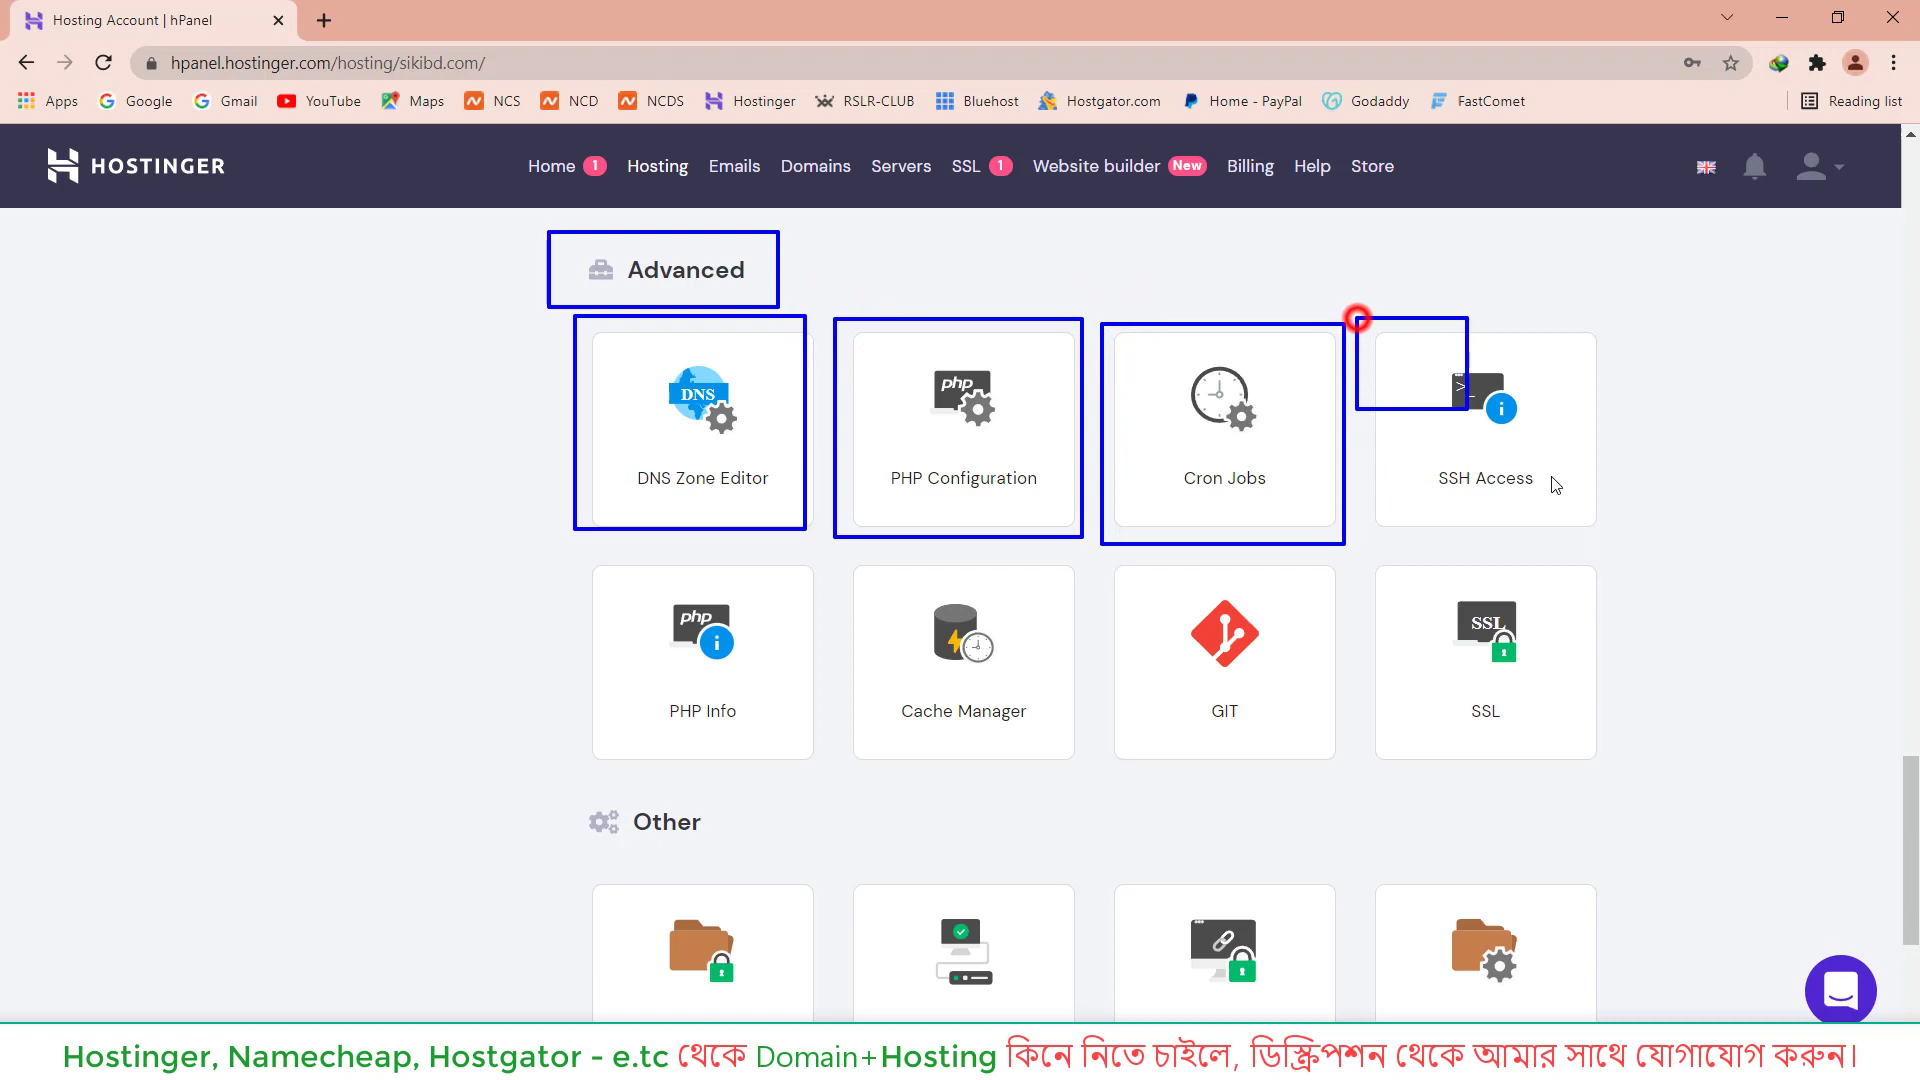 Hosting Account | hPanel
hpanel.hostinger.com/hosting/sikibd.com/
Apps Google Gmail YouTube Maps NCS NCD NCDS Hostinger RSLR-CLUB Bluehost Hostgator.com Home - PayPal Godaddy FastComet Reading list
HOSTINGER Home 1 Hosting Emails Domains Servers SSL 1 Website builder New Billing Help Store
Advanced
DNS php
>_ i
DNS Zone Editor PHP Configuration Cron Jobs SSH Access
php i SSL
PHP Info Cache Manager GIT SSL
Other
Hostinger, Namecheap, Hostgator - e.tc থেকে Domain+Hosting কিনে নিতে চাইলে, ডিস্ক্রিপশন থেকে আমার সাথে যোগাযোগ করুন।